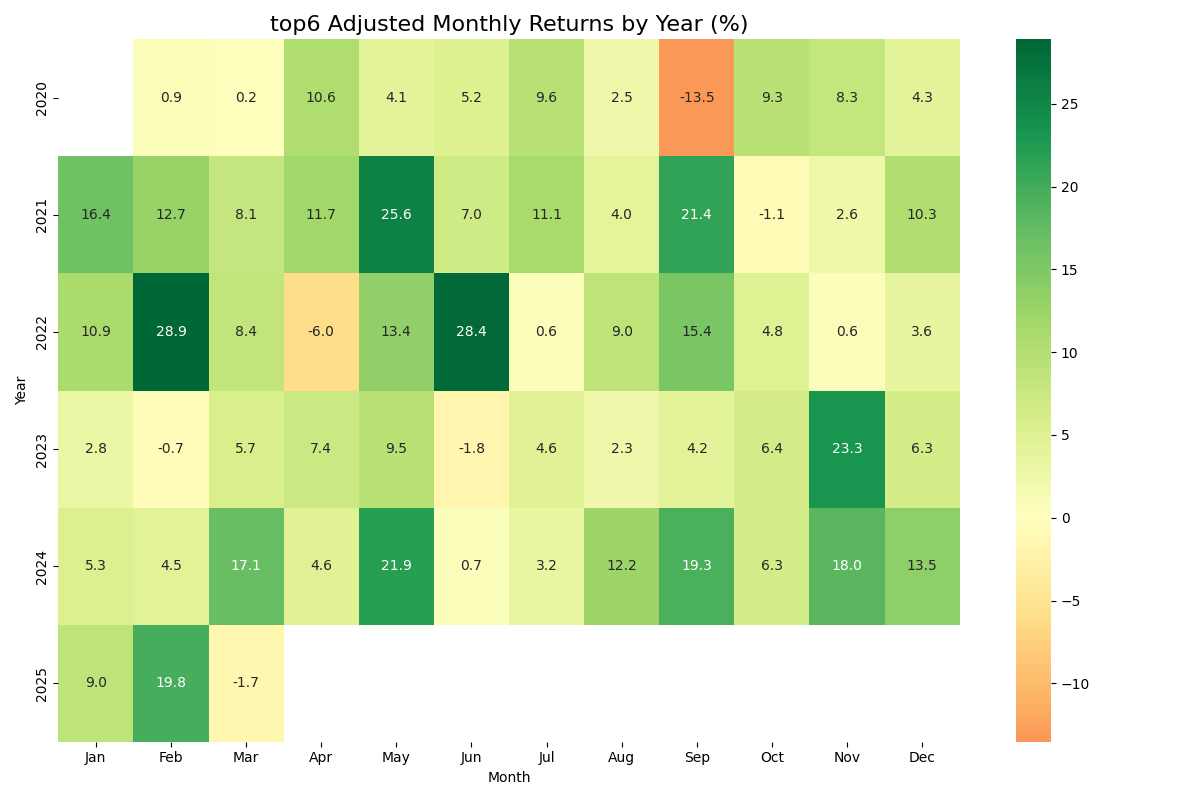 top6 Adjusted Monthly Returns by Year (%)
2020 0.9 0.2 10.6 4.1 5.2 9.6 2.5 -13.5 9.3 8.3 4.3
2021 16.4 12.7 8.1 11.7 25.6 7.0 11.1 4.0 21.4 -1.1 2.6 10.3
2022 10.9 28.9 8.4 -6.0 13.4 28.4 0.6 9.0 15.4 4.8 0.6 3.6
Year
2023 2.8 -0.7 5.7 7.4 9.5 -1.8 4.6 2.3 4.2 6.4 23.3 6.3
2024 5.3 4.5 17.1 4.6 21.9 0.7 3.2 12.2 19.3 6.3 18.0 13.5
2025 9.0 19.8 -1.7
Jan Feb Mar Apr May Jun Jul Aug Sep Oct Nov Dec
Month
25
20
15
10
5
0
−5
−10